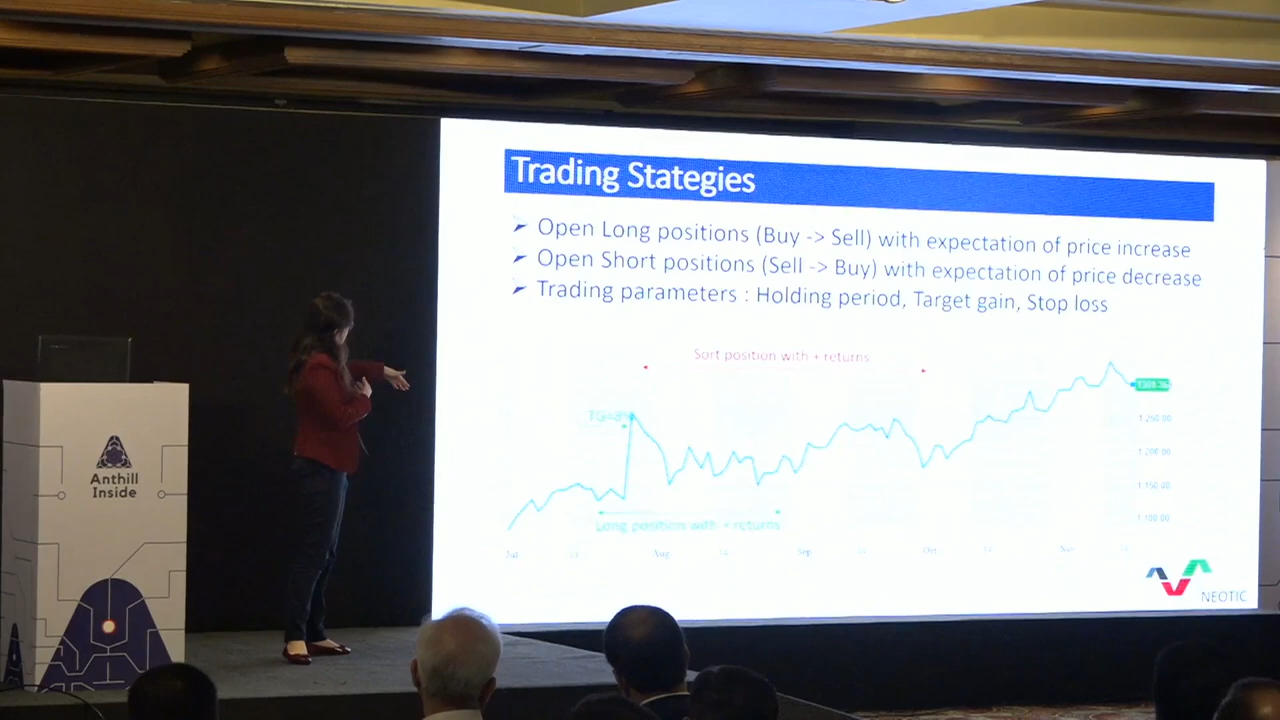 Trading Stategies
Open Long positions (Buy -> Sell) with expectation of price increase
Open Short positions (Sell -> Buy) with expectation of price decrease
Trading parameters : Holding period, Target gain, Stop loss
Sort position with + returns
TG=8%
1,250.00
1,200.00
1,150.00
1,100.00
Long position with + returns
Jul
Aug
Sep
Oct
Nov
NEOTIC
Anthill
Inside